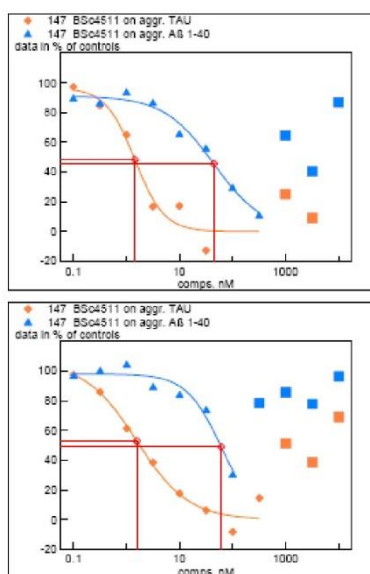 147 BSc4511 on aggr. TAU
147 BSc4511 on aggr. Aß 1-40
data in % of controls
100
80
60
40
20
0
-20
0.1 10 1000
comps. nM
147 BSc4511 on aggr. TAU
147 BSc4511 on aggr. Aß 1-40
data in % of controls
100
80
60
40
20
0
-20
0.1 10 1000
comps. nM